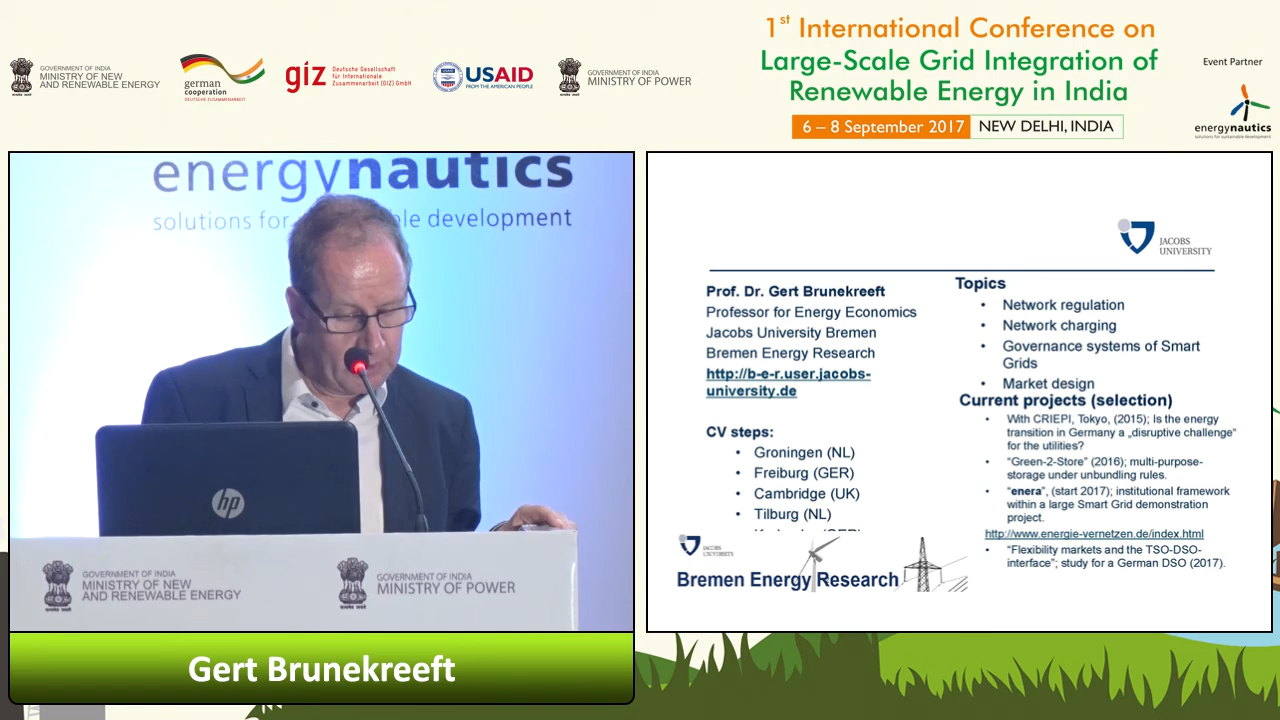 GOVERNMENT OF INDIA
MINISTRY OF NEW
AND RENEWABLE ENERGY
german
cooperation
DEUTSCHE ZUSAMMENARBEIT
giz
Deutsche Gesellschaft
für Internationale
Zusammenarbeit (GIZ) GmbH
USAID
FROM THE AMERICAN PEOPLE
GOVERNMENT OF INDIA
MINISTRY OF POWER
1st International Conference on
Large-Scale Grid Integration of
Renewable Energy in India
6 – 8 September 2017 NEW DELHI, INDIA
Event Partner
energynautics
solutions for sustainable development
energynautics
solutions for able development
hp
GOVERNMENT OF INDIA
MINISTRY OF NEW
AND RENEWABLE ENERGY
GOVERNMENT OF INDIA
MINISTRY OF POWER
Gert Brunekreeft
JACOBS
UNIVERSITY
Prof. Dr. Gert Brunekreeft
Professor for Energy Economics
Jacobs University Bremen
Bremen Energy Research
http://b-e-r.user.jacobs-
university.de
CV steps:
• Groningen (NL)
• Freiburg (GER)
• Cambridge (UK)
• Tilburg (NL)
Topics
• Network regulation
• Network charging
• Governance systems of Smart
Grids
• Market design
Current projects (selection)
• With CRIEPI, Tokyo, (2015); Is the energy
transition in Germany a „disruptive challenge“
for the utilities?
• “Green-2-Store” (2016); multi-purpose-
storage under unbundling rules.
• “enera”, (start 2017); institutional framework
within a large Smart Grid demonstration
project.
http://www.energie-vernetzen.de/index.html
• “Flexibility markets and the TSO-DSO-
interface”; study for a German DSO (2017).
JACOBS
UNIVERSITY
Bremen Energy Research